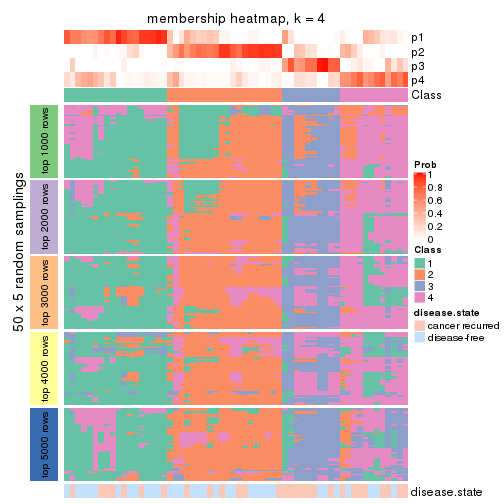 membership heatmap, k = 4
p1
p2
p3
p4
Class
50 x 5 random samplings
top 1000 rows
top 2000 rows
top 3000 rows
top 4000 rows
top 5000 rows
Prob
1
0.8
0.6
0.4
0.2
0
Class
1
2
3
4
disease.state
cancer recurred
disease-free
disease.state